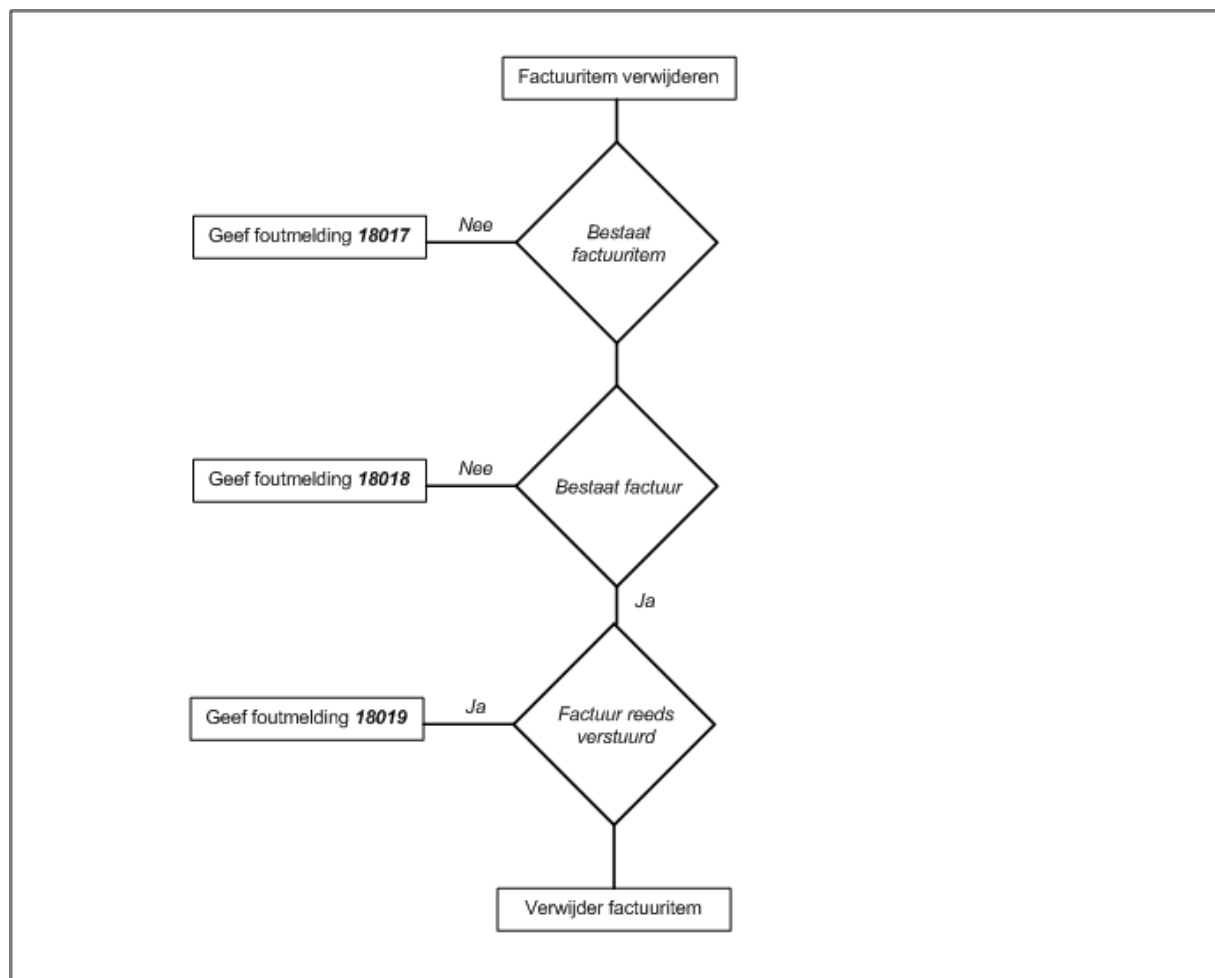 Factuuritem verwijderen
Nee
Geef foutmelding 18017
Bestaat
factuuritem
Nee
Geef foutmelding 18018
Bestaat factuur
Ja
Ja
Geef foutmelding 18019
Factuur reeds
verstuurd
Verwijder factuuritem